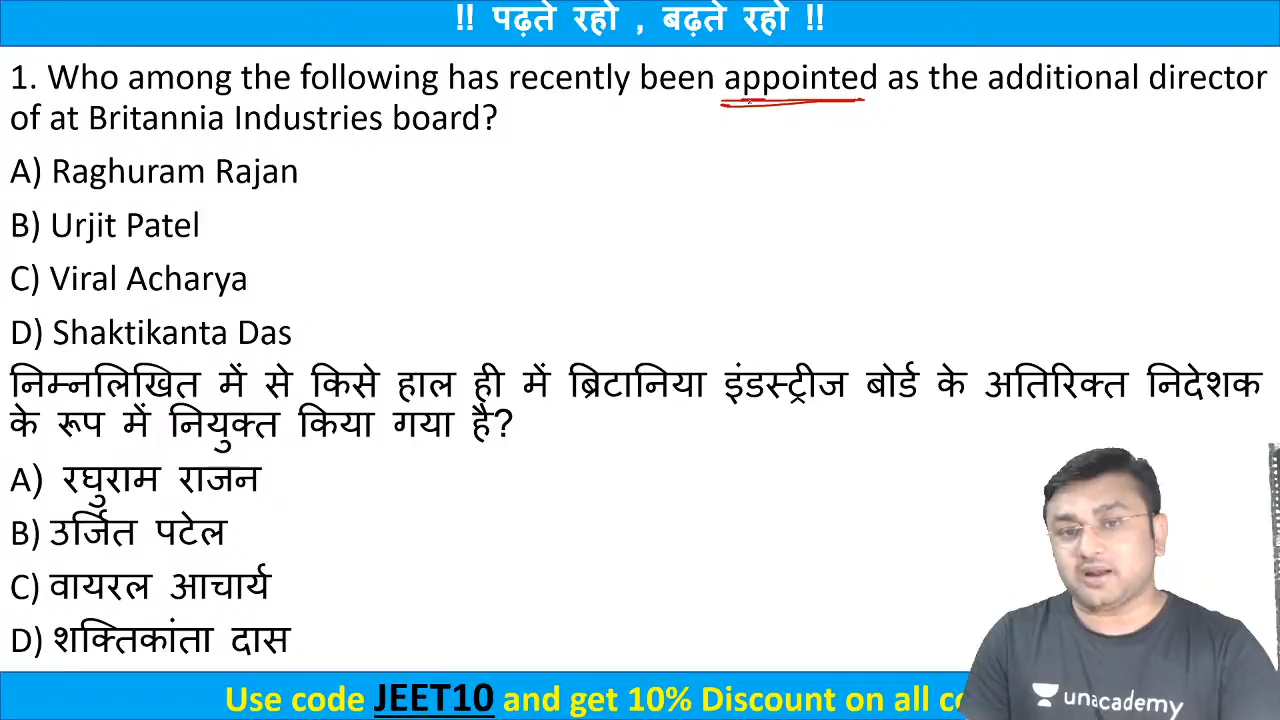 !! पढ़ते रहो , बढ़ते रहो !!
1. Who among the following has recently been appointed as the additional director
of at Britannia Industries board?
A) Raghuram Rajan
B) Urjit Patel
C) Viral Acharya
D) Shaktikanta Das
निम्नलिखित में से किसे हाल ही में ब्रिटानिया इंडस्ट्रीज बोर्ड के अतिरिक्त निदेशक
के रूप में नियुक्त किया गया है?
A) रघुराम राजन
B) उर्जित पटेल
C) वायरल आचार्य
D) शक्तिकांता दास
Use code JEET10 and get 10% Discount on all
unacademy